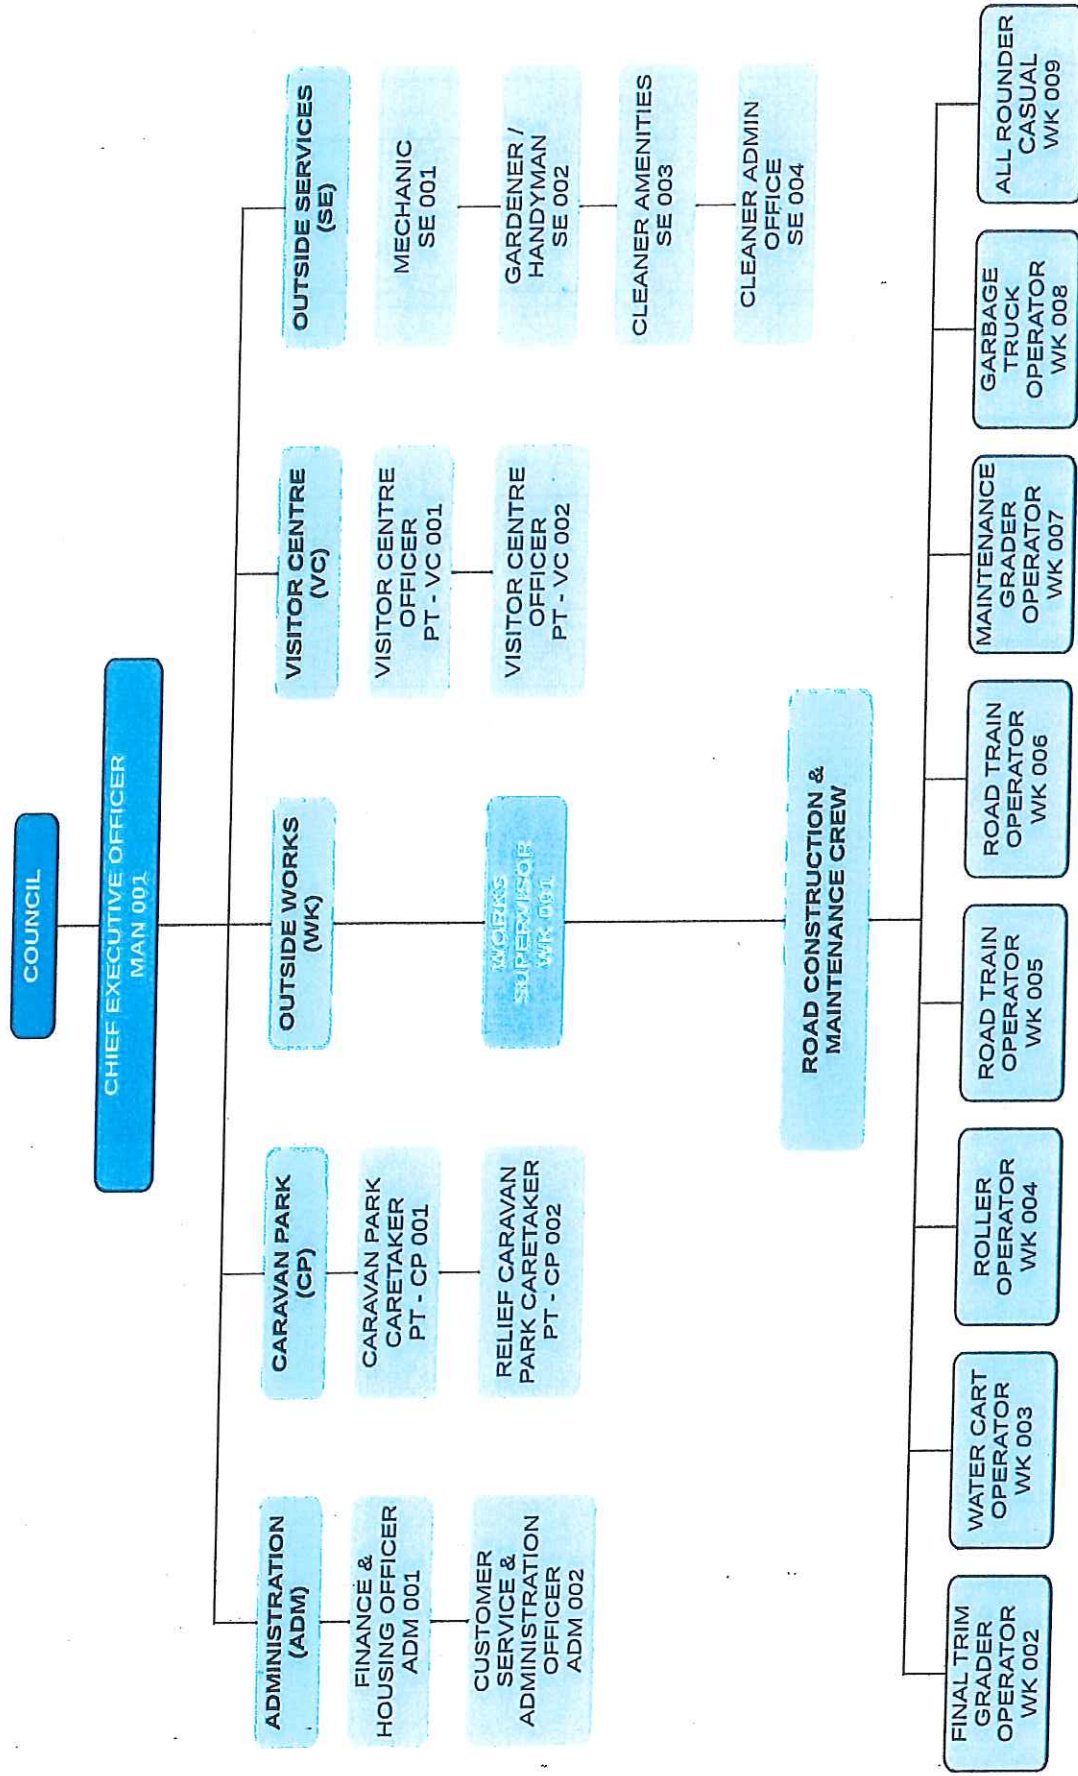 COUNCIL
CHIEF EXECUTIVE OFFICER
MAN 001
ADMINISTRATION
(ADM)
FINANCE &
HOUSING OFFICER
ADM 001
CUSTOMER
SERVICE &
ADMINISTRATION
OFFICER
ADM 002
CARAVAN PARK
(CP)
CARAVAN PARK
CARETAKER
PT - CP 001
RELIEF CARAVAN
PARK CARETAKER
PT - CP 002
OUTSIDE WORKS
(WK)
WORKS
SUPERVISOR
WK 001
VISITOR CENTRE
(VC)
VISITOR CENTRE
OFFICER
PT - VC 001
VISITOR CENTRE
OFFICER
PT - VC 002
OUTSIDE SERVICES
(SE)
MECHANIC
SE 001
GARDENER /
HANDYMAN
SE 002
CLEANER AMENITIES
SE 003
CLEANER ADMIN
OFFICE
SE 004
ROAD CONSTRUCTION &
MAINTENANCE CREW
FINAL TRIM
GRADER
OPERATOR
WK 002
WATER CART
OPERATOR
WK 003
ROLLER
OPERATOR
WK 004
ROAD TRAIN
OPERATOR
WK 005
ROAD TRAIN
OPERATOR
WK 006
MAINTENANCE
GRADER
OPERATOR
WK 007
GARBAGE
TRUCK
OPERATOR
WK 008
ALL ROUNDER
CASUAL
WK 009